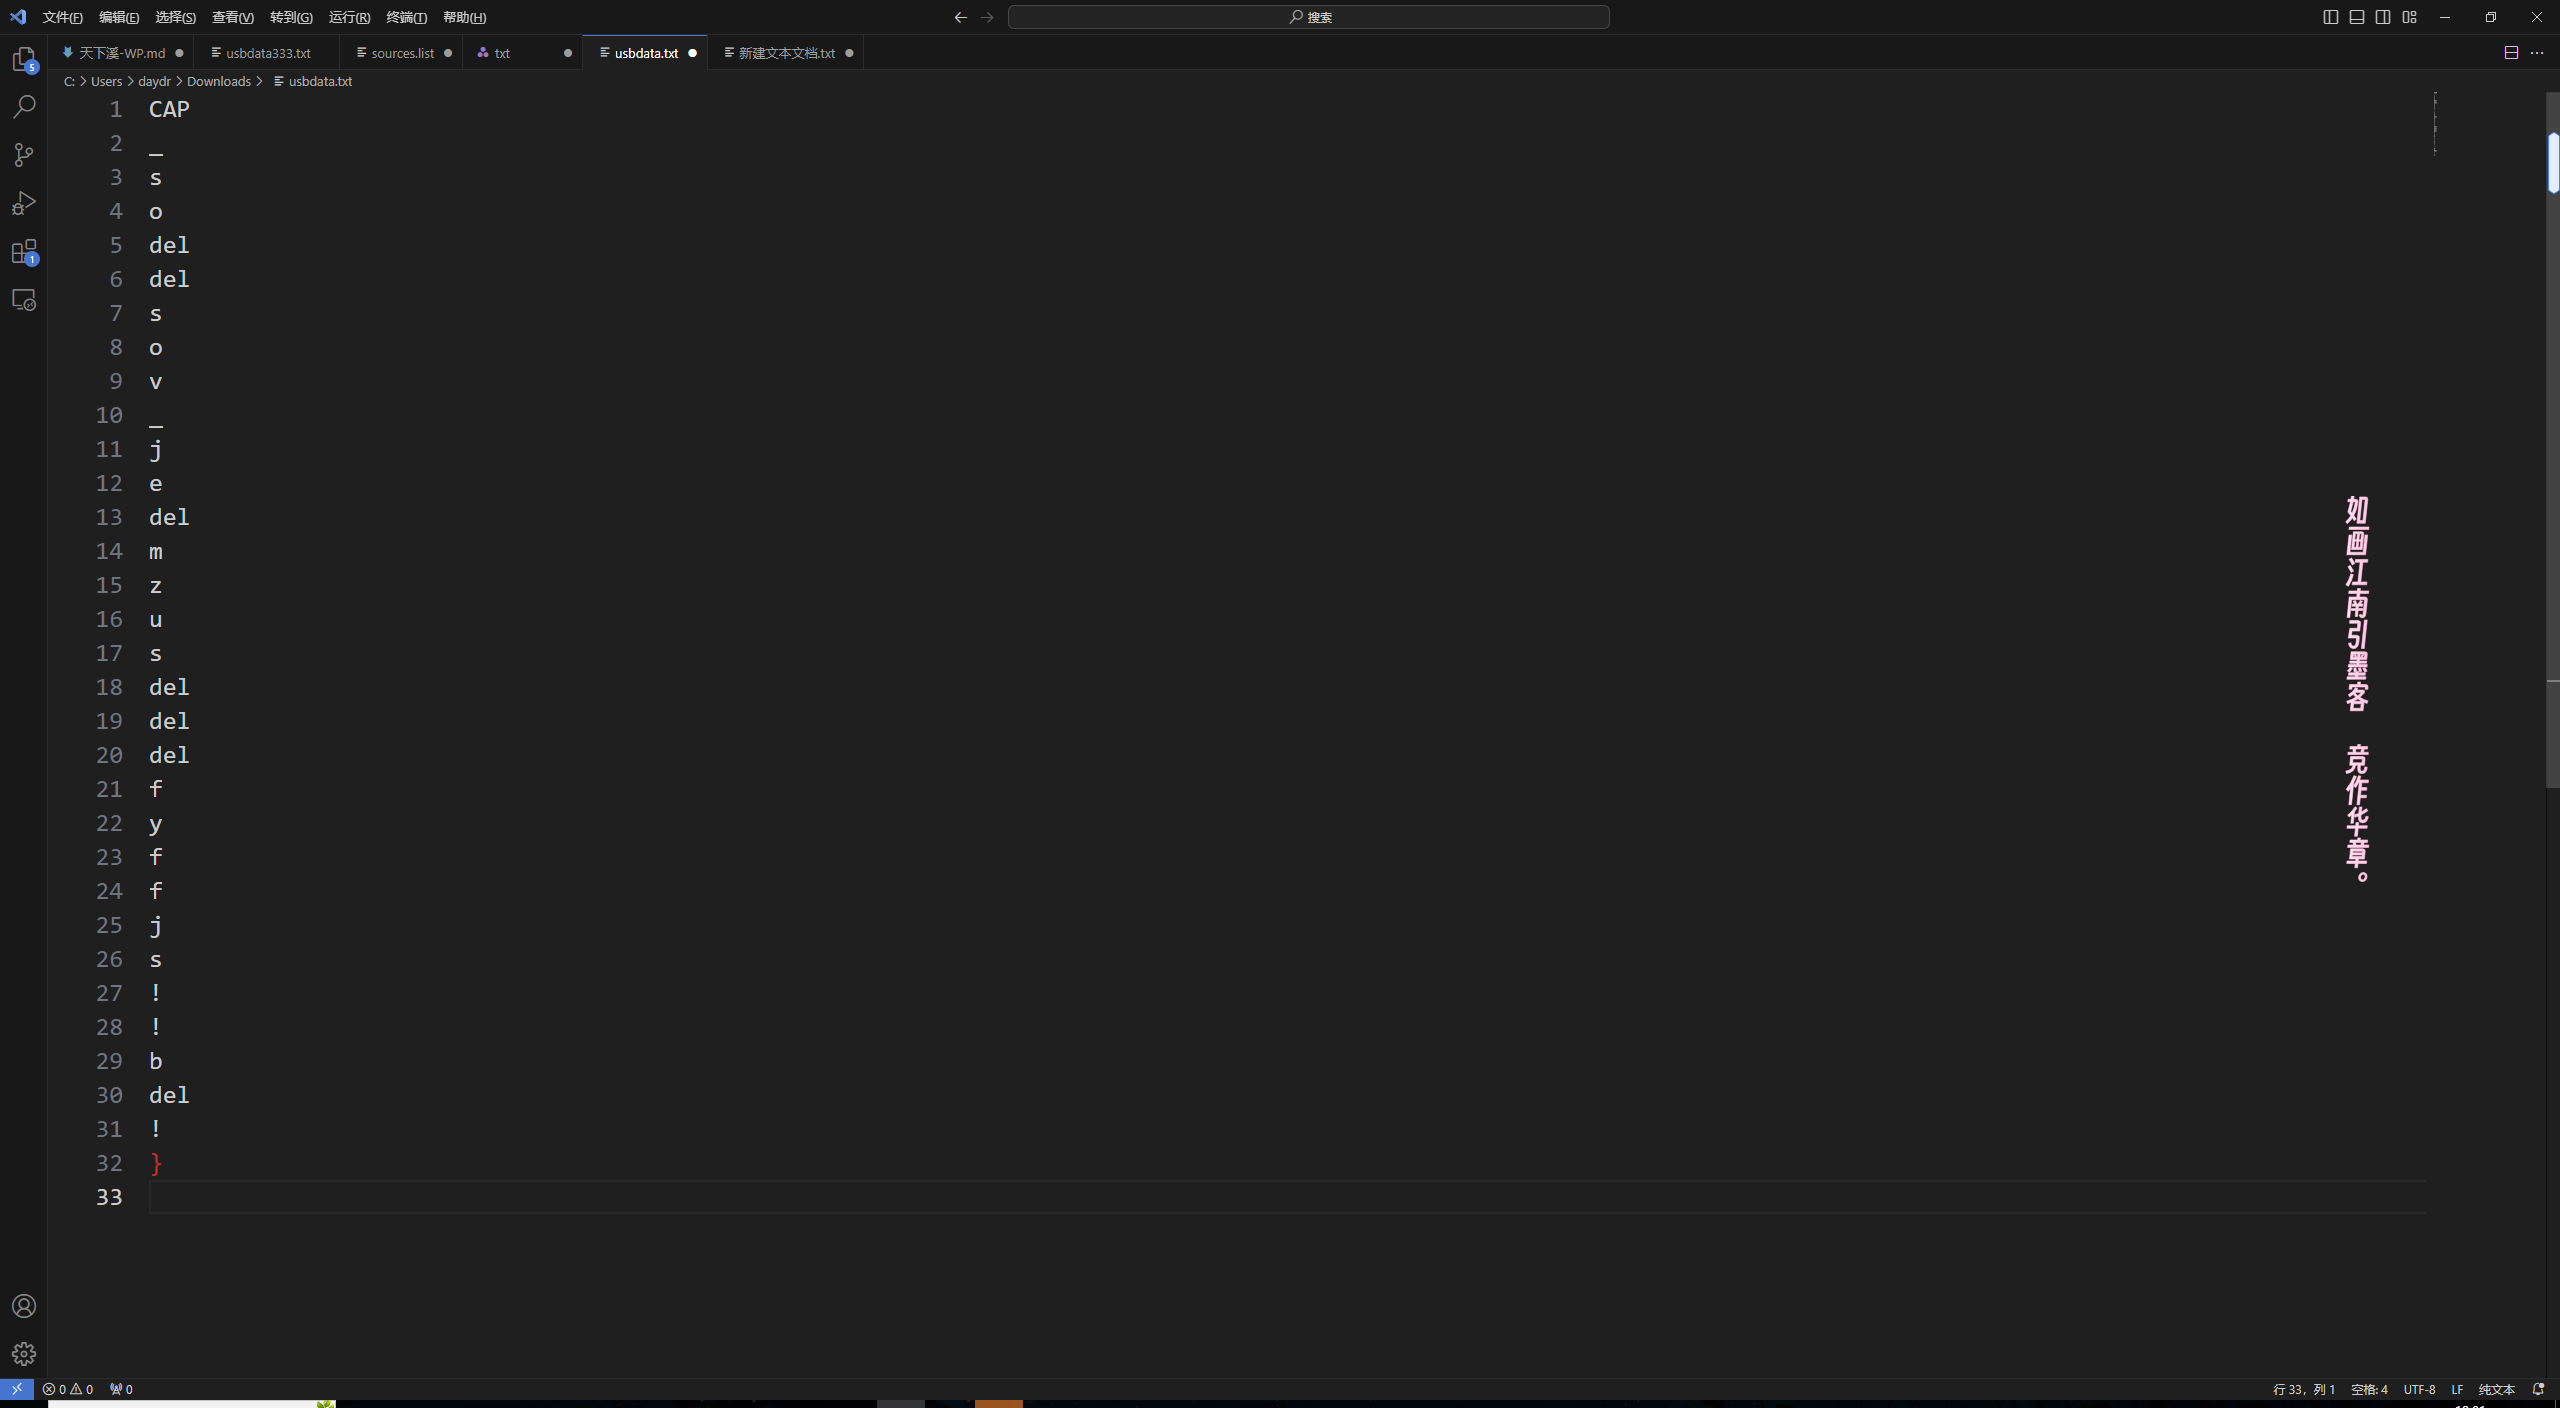 文件(F) 编辑(E) 选择(S) 查看(V) 转到(G) 运行(R) 终端(T) 帮助(H) 搜索
天下溪-WP.md usbdata333.txt sources.list txt usbdata.txt 新建文本文档.txt
C: > Users > daydr > Downloads > usbdata.txt
1 CAP
2 _
3 s
4 o
5 del
6 del
7 s
8 o
9 v
10 _
11 j
12 e
13 del
14 m
15 z
16 u
17 s
18 del
19 del
20 del
21 f
22 y
23 f
24 f
25 j
26 s
27 !
28 !
29 b
30 del
31 !
32 }
33
5
1
如画江南引墨客 竞作华章。
0 0 0 行 33，列 1 空格: 4 UTF-8 LF 纯文本